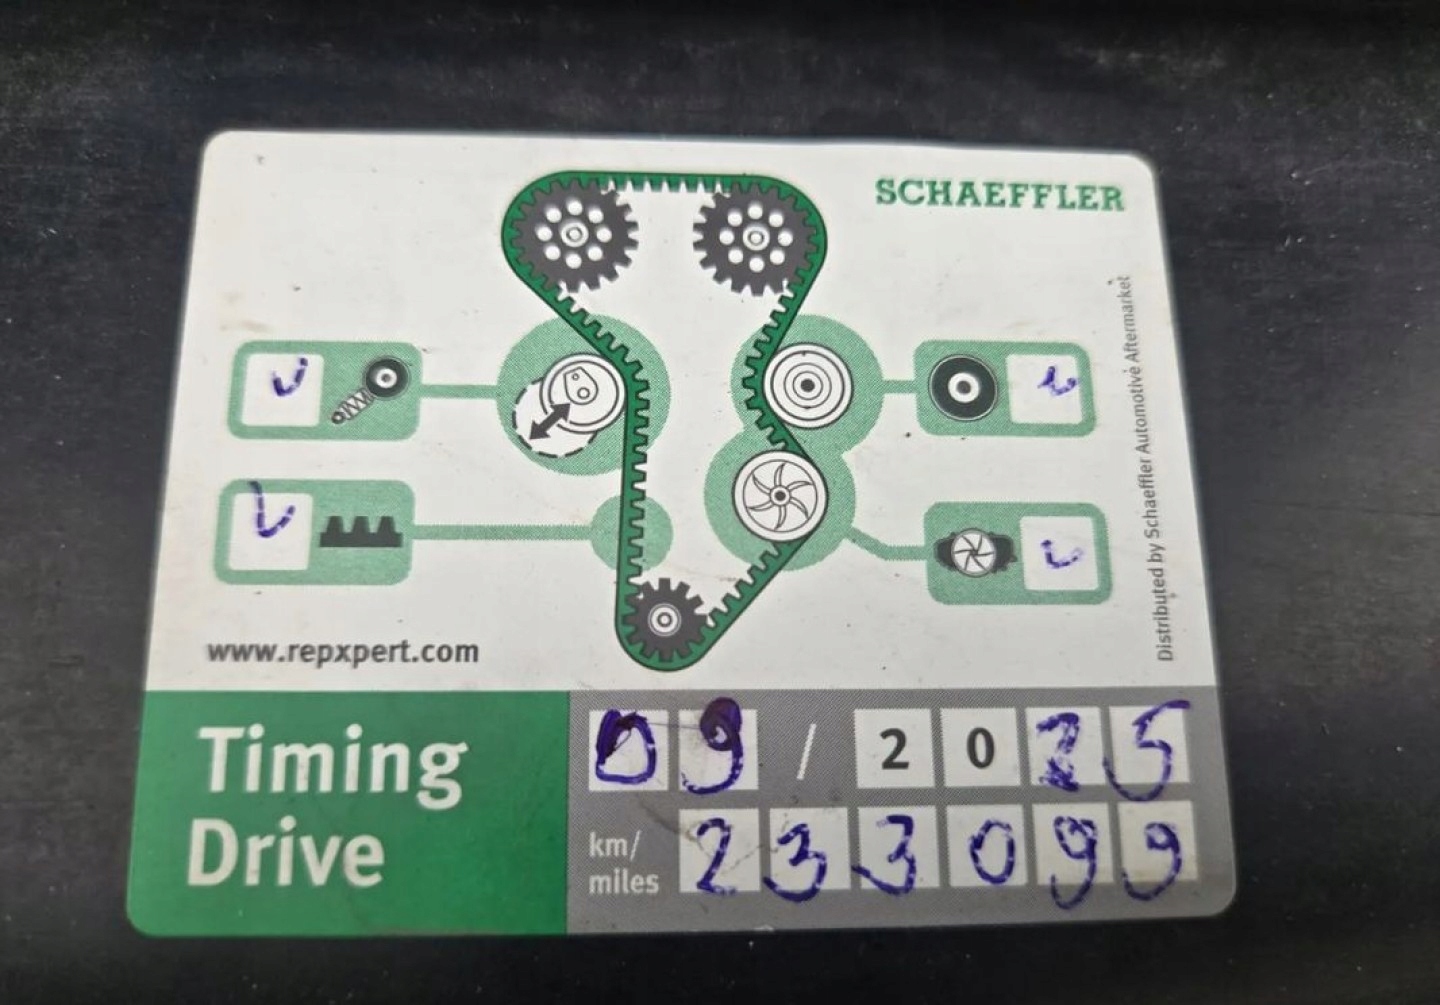 SCHAEFFLER
Distributed by Schaeffler Automotive Aftermarket
www.repxpert.com
Timing
Drive
09 / 2025
km/
miles
233099